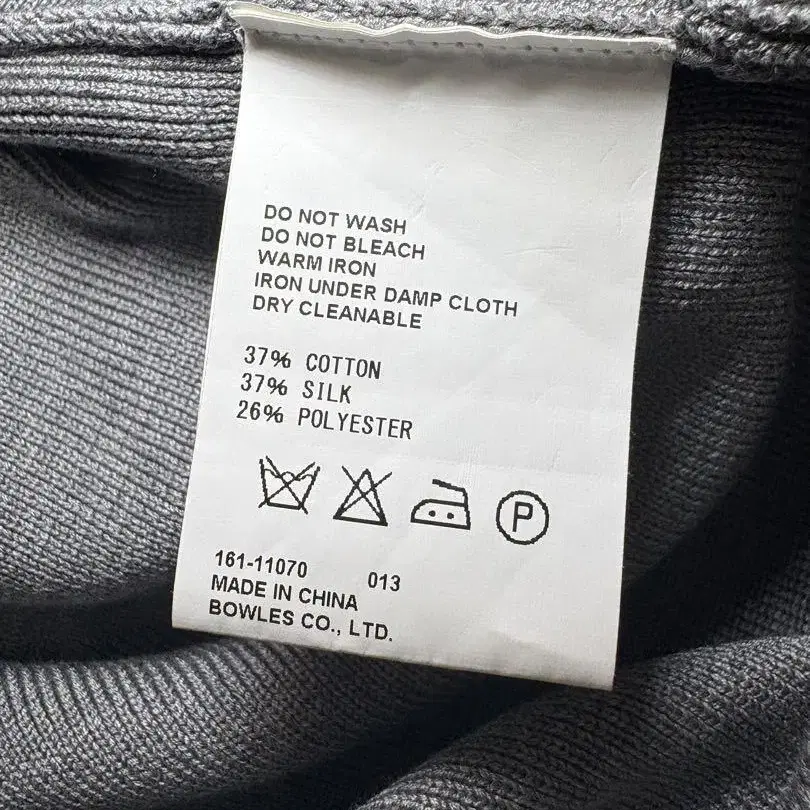 DO NOT WASH
DO NOT BLEACH
WARM IRON
IRON UNDER DAMP CLOTH
DRY CLEANABLE
37% COTTON
37% SILK
26% POLYESTER
P
161-11070 013
MADE IN CHINA
BOWLES CO., LTD.